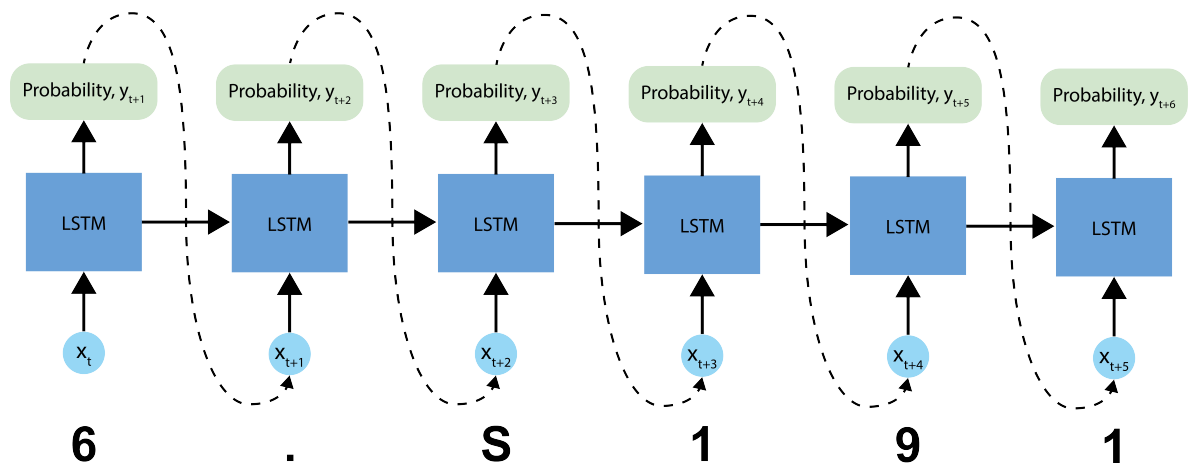 Probability, yt+1 Probability, yt+2 Probability, yt+3 Probability, yt+4 Probability, yt+5 Probability, yt+6
LSTM LSTM LSTM LSTM LSTM LSTM
xt xt+1 xt+2 xt+3 xt+4 xt+5
6 . S 1 9 1